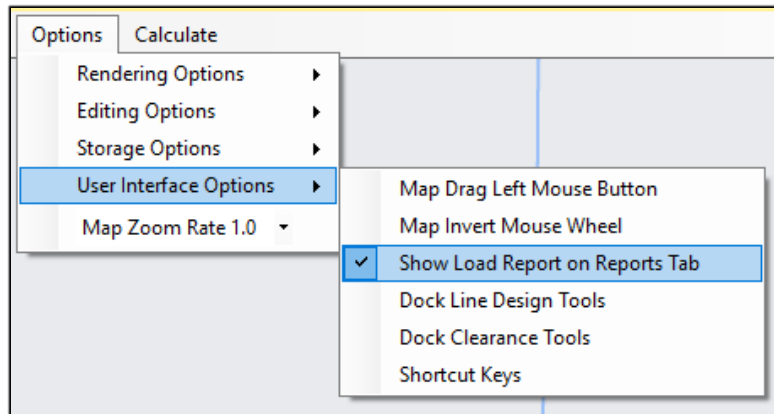 Options Calculate
Rendering Options
Editing Options
Storage Options
User Interface Options
Map Zoom Rate 1.0
Map Drag Left Mouse Button
Map Invert Mouse Wheel
Show Load Report on Reports Tab
Dock Line Design Tools
Dock Clearance Tools
Shortcut Keys